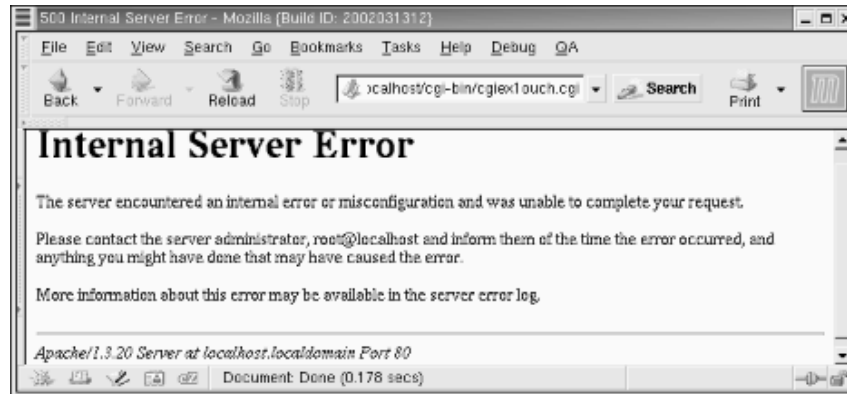 500 Internal Server Error - Mozilla {Build ID: 2002031312}
File Edit View Search Go Bookmarks Tasks Help Debug QA
Back Forward Reload Stop ocalhost/cgi-bin/cgiex1ouch.cgi Search Print
Internal Server Error
The server encountered an internal error or misconfiguration and was unable to complete your request.
Please contact the server administrator, root@localhost and inform them of the time the error occurred, and
anything you might have done that may have caused the error.
More information about this error may be available in the server error log.
Apache/1.3.20 Server at localhost.localdomain Port 80
Document: Done (0.178 secs)